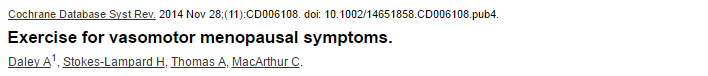 Cochrane Database Syst Rev. 2014 Nov 28;(11):CD006108. doi: 10.1002/14651858.CD006108.pub4.
Exercise for vasomotor menopausal symptoms.
Daley A1, Stokes-Lampard H, Thomas A, MacArthur C.